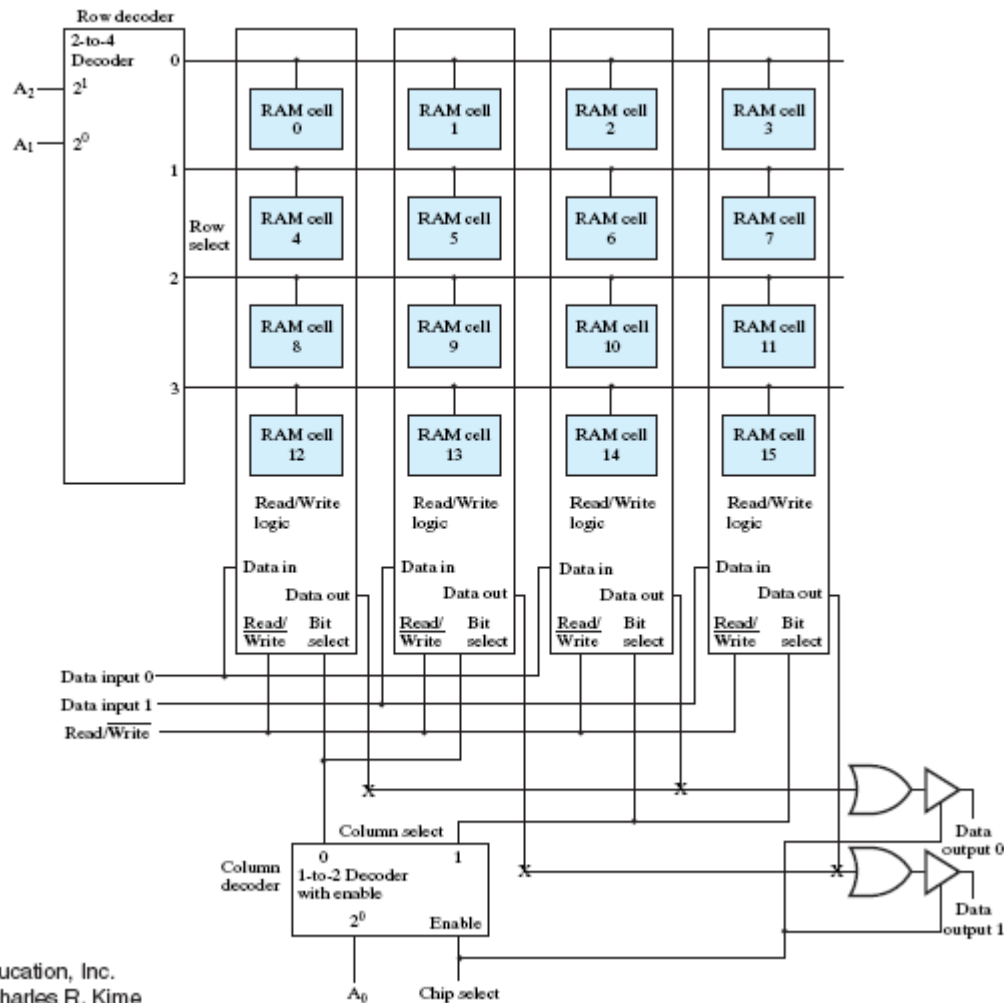 Row decoder
2-to-4
Decoder
0
A2
2^1
A1
2^0
RAM cell
0
RAM cell
1
RAM cell
2
RAM cell
3
1
Row
select
RAM cell
4
RAM cell
5
RAM cell
6
RAM cell
7
2
RAM cell
8
RAM cell
9
RAM cell
10
RAM cell
11
3
RAM cell
12
RAM cell
13
RAM cell
14
RAM cell
15
Read/Write
logic
Read/Write
logic
Read/Write
logic
Read/Write
logic
Data in
Data out
Read/
Write
Bit
select
Data in
Data out
Read/
Write
Bit
select
Data in
Data out
Read/
Write
Bit
select
Data in
Data out
Read/
Write
Bit
select
Data input 0
Data input 1
Read/Write
X
X
Data
output 0
Column select
Column
decoder
0
1
1-to-2 Decoder
with enable
2^0
Enable
X
X
Data
output 1
A0
Chip select
ucation, Inc.
harles R. Kime